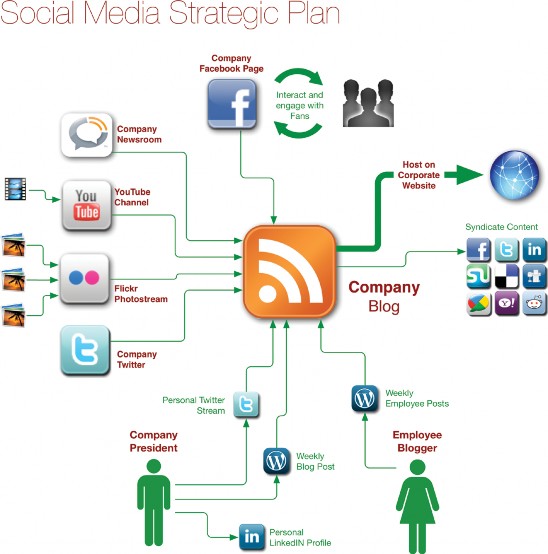 Social Media Strategic Plan
Company
Facebook Page
Interact and
engage with
Fans
Company
Newsroom
Host on
Corporate
Website
YouTube
Channel
You
Tube
Syndicate Content
Flickr
Photostream
Company
Blog
Company
Twitter
Personal Twitter
Stream
Weekly
Employee Posts
Company
President
Weekly
Blog Post
Employee
Blogger
Personal
LinkedIN Profile